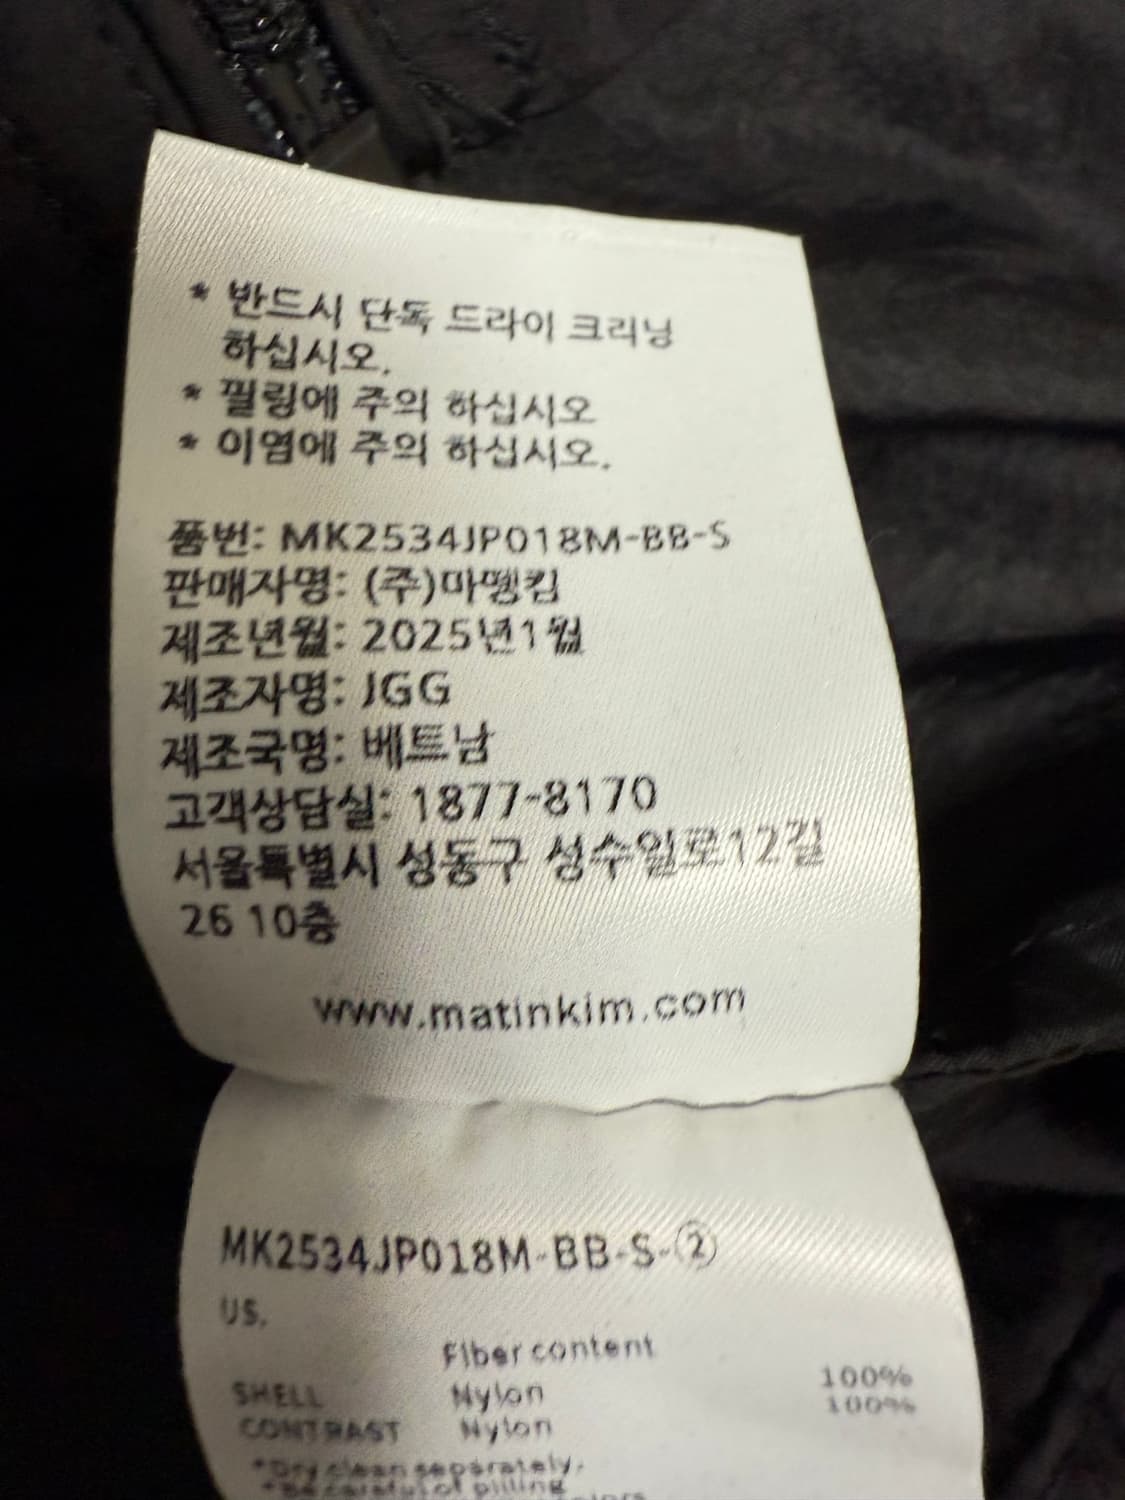 * 반드시 단독 드라이 크리닝
하십시오.
* 필링에 주의 하십시오
* 이염에 주의 하십시오.
품번: MK2534JP018M-BB-S
판매자명: (주)마뗑킴
제조년월: 2025년1월
제조자명: JGG
제조국명: 베트남
고객상담실: 1877-8170
서울특별시 성동구 성수일로12길
26 10층
www.matinkim.com
MK2534JP018M-BB-S-②
US.
Fiber content
SHELL Nylon 100%
CONTRAST Nylon 100%
*Dry clean separately.
*Be careful of pilling